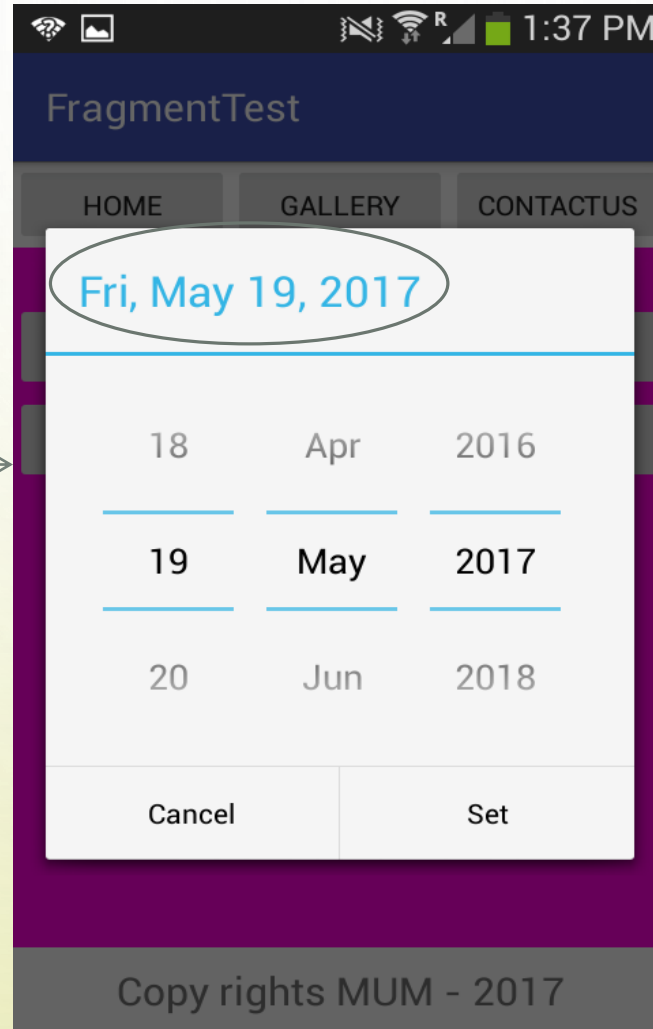 R 1:37 PM
FragmentTest
HOME GALLERY CONTACTUS
Fri, May 19, 2017
18 Apr 2016
19 May 2017
20 Jun 2018
Cancel Set
Copy rights MUM - 2017